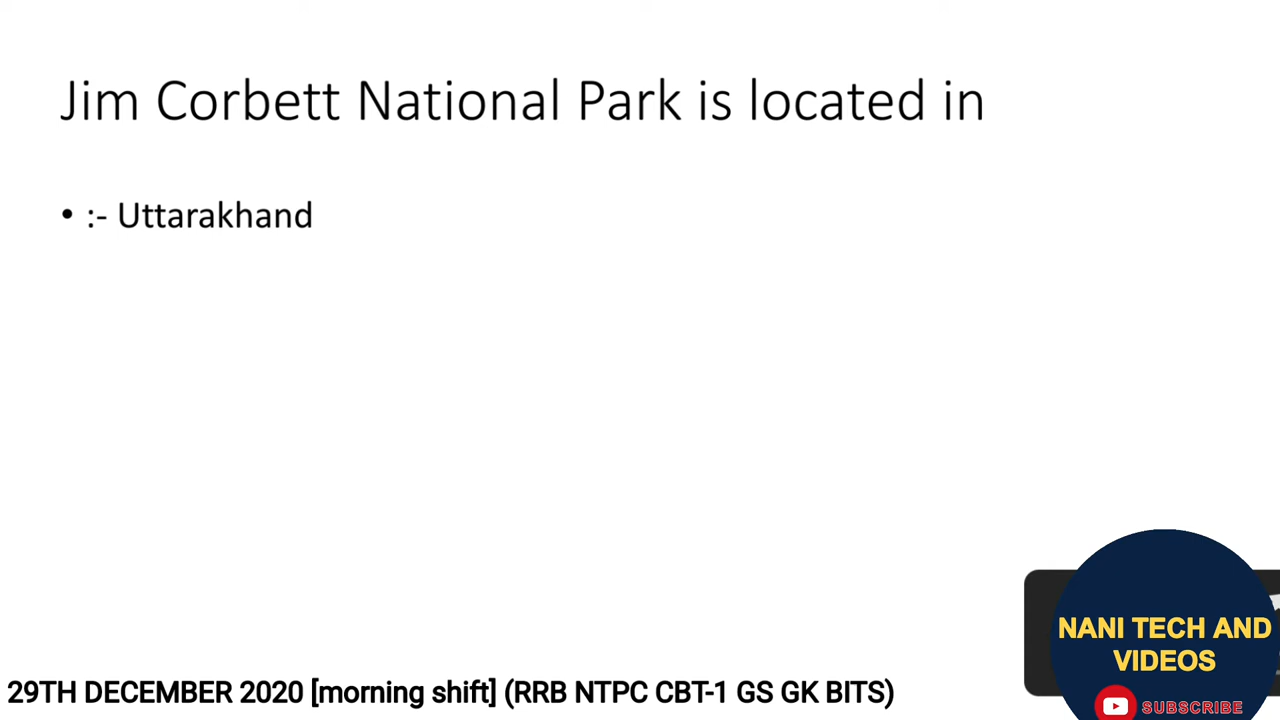 Jim Corbett National Park is located in
• :- Uttarakhand
NANI TECH AND
VIDEOS
SUBSCRIBE
29TH DECEMBER 2020 [morning shift] (RRB NTPC CBT-1 GS GK BITS)